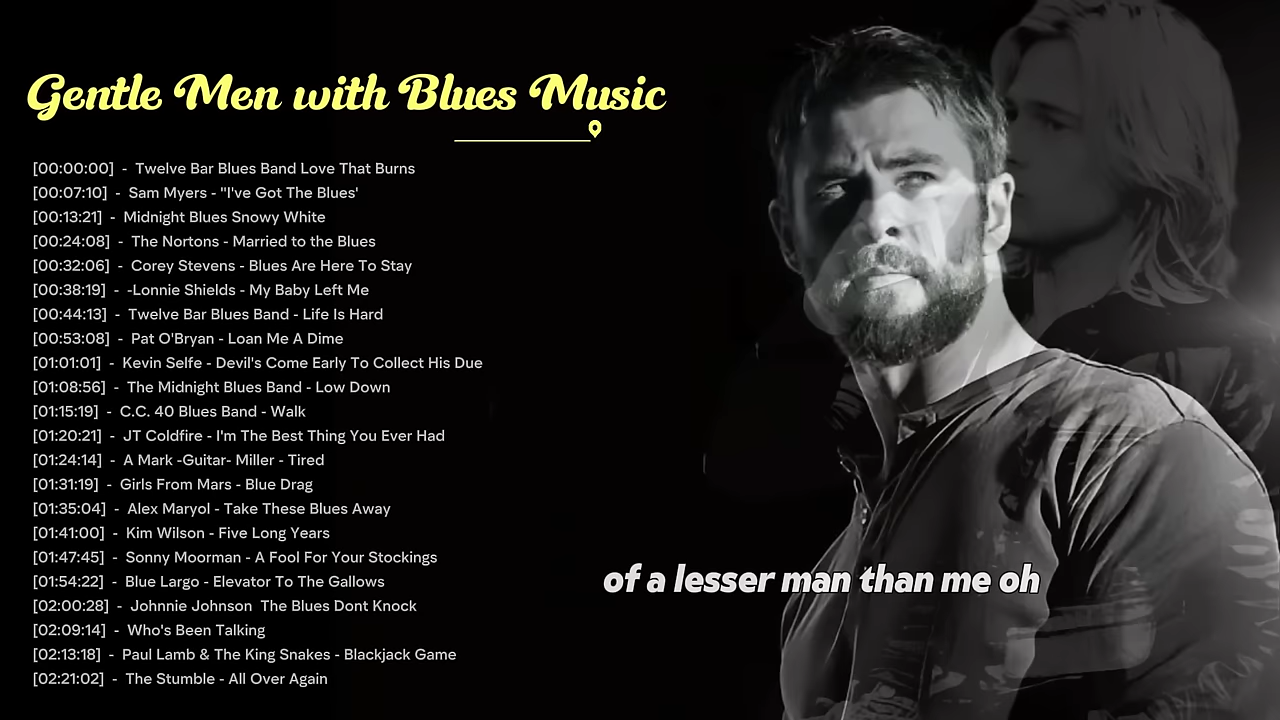 Gentle Men with Blues Music
[00:00:00] - Twelve Bar Blues Band Love That Burns
[00:07:10] - Sam Myers - "I've Got The Blues'
[00:13:21] - Midnight Blues Snowy White
[00:24:08] - The Nortons - Married to the Blues
[00:32:06] - Corey Stevens - Blues Are Here To Stay
[00:38:19] - -Lonnie Shields - My Baby Left Me
[00:44:13] - Twelve Bar Blues Band - Life Is Hard
[00:53:08] - Pat O'Bryan - Loan Me A Dime
[01:01:01] - Kevin Selfe - Devil's Come Early To Collect His Due
[01:08:56] - The Midnight Blues Band - Low Down
[01:15:19] - C.C. 40 Blues Band - Walk
[01:20:21] - JT Coldfire - I'm The Best Thing You Ever Had
[01:24:14] - A Mark -Guitar- Miller - Tired
[01:31:19] - Girls From Mars - Blue Drag
[01:35:04] - Alex Maryol - Take These Blues Away
[01:41:00] - Kim Wilson - Five Long Years
[01:47:45] - Sonny Moorman - A Fool For Your Stockings
[01:54:22] - Blue Largo - Elevator To The Gallows
[02:00:28] - Johnnie Johnson  The Blues Dont Knock
[02:09:14] - Who's Been Talking
[02:13:18] - Paul Lamb & The King Snakes - Blackjack Game
[02:21:02] - The Stumble - All Over Again
of a lesser man than me oh